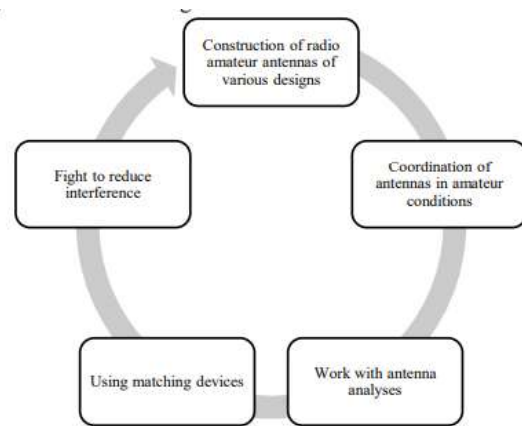 Construction of radio
amateur antennas of
various designs
Coordination of
antennas in amateur
conditions
Work with antenna
analyses
Using matching devices
Fight to reduce
interference